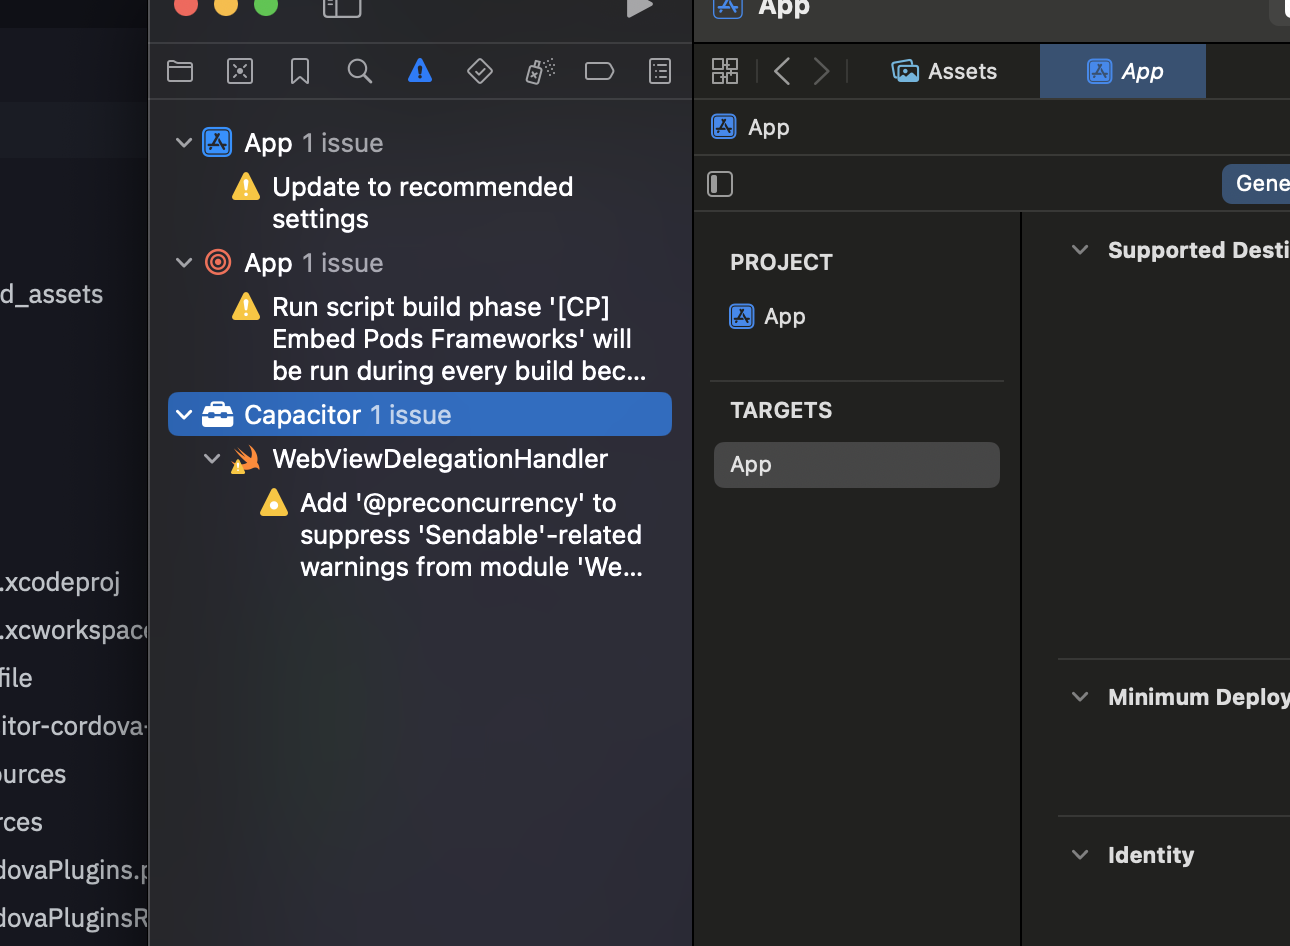 App
Assets
App
App
Gene
App 1 issue
Update to recommended
settings
App 1 issue
Run script build phase '[CP]
Embed Pods Frameworks' will
be run during every build bec...
Capacitor 1 issue
WebViewDelegationHandler
Add '@preconcurrency' to
suppress 'Sendable'-related
warnings from module 'We...
d_assets
.xcodeproj
.xcworkspac
file
itor-cordova-
ources
rces
dovaPlugins.p
dovaPluginsR
PROJECT
App
TARGETS
App
Supported Desti
Minimum Deploy
Identity